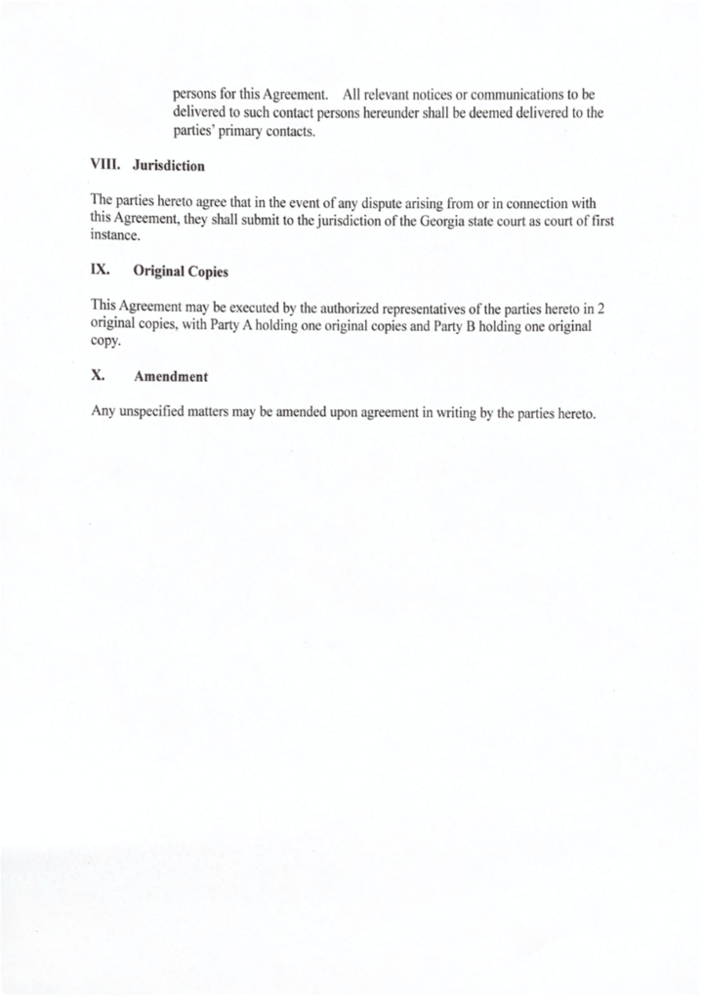 persons for this Agreement. All relevant notices or communications to be
delivered to such contact persons hereunder shall be deemed delivered to the
parties' primary contacts.
VIII. Jurisdiction
The parties hereto agree that in the event of any dispute arising from or in connection with
this Agreement, they shall submit to the jurisdiction of the Georgia state court as court of first
instance.
IX. Original Copies
This Agreement may be executed by the authorized representatives of the parties hereto in 2
original copies, with Party A holding one original copies and Party B holding one original
copy.
X. Amendment
Any unspecified matters may be amended upon agreement in writing by the parties hereto.